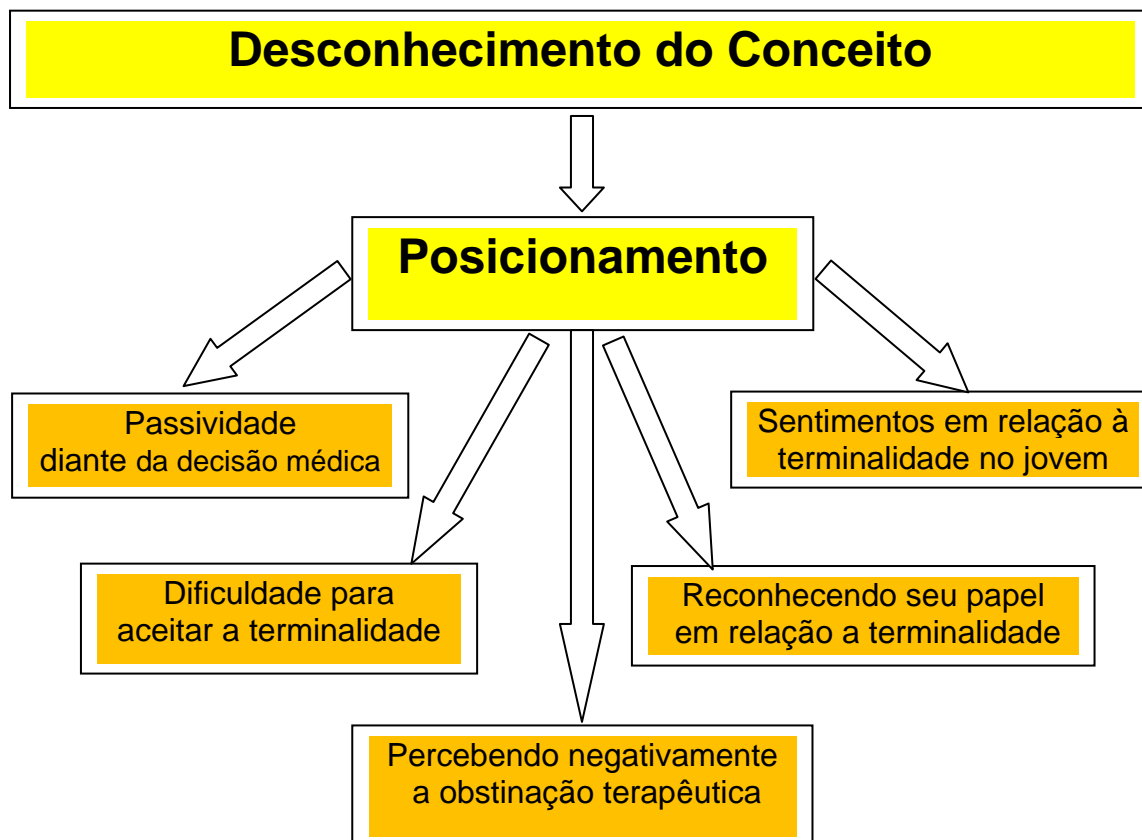 Desconhecimento do Conceito
Posicionamento
Passividade
diante da decisão médica
Sentimentos em relação à
terminalidade no jovem
Dificuldade para
aceitar a terminalidade
Reconhecendo seu papel
em relação a terminalidade
Percebendo negativamente
a obstinação terapêutica